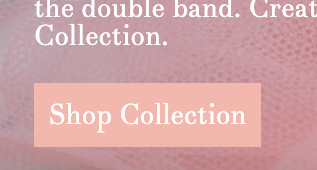 the double band. Creat
Collection.
Shop Collection